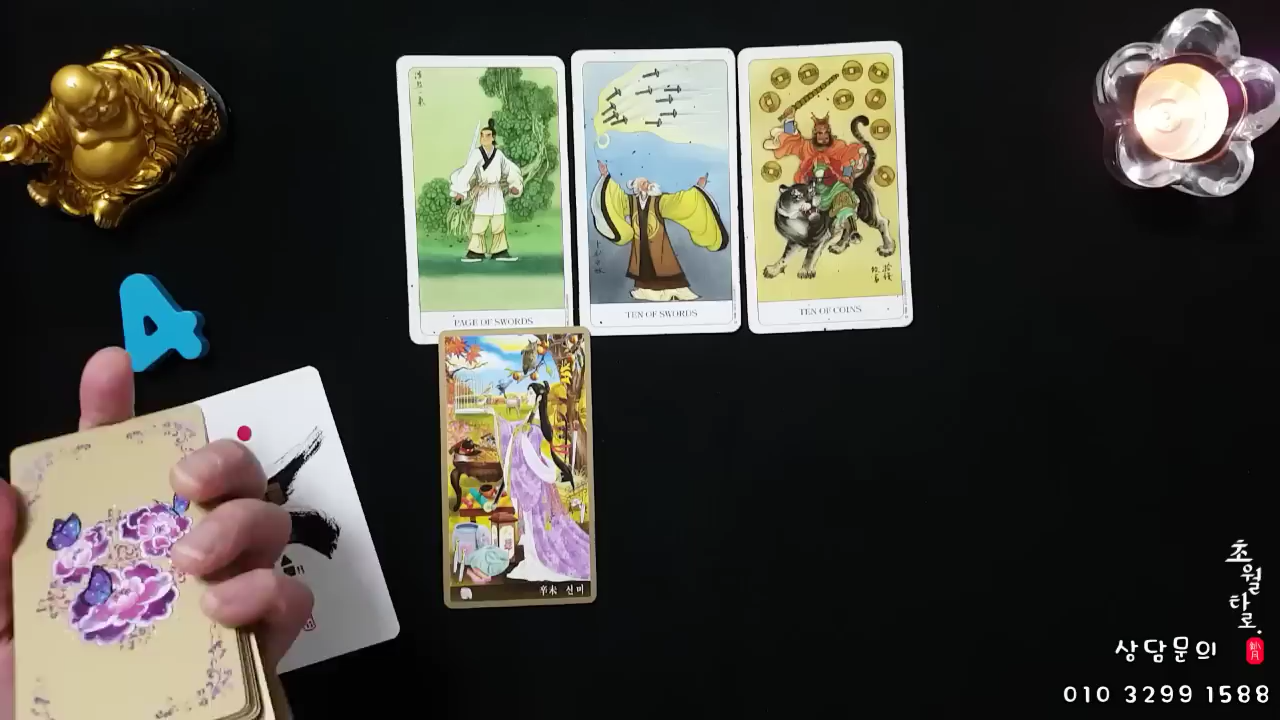 PAGE OF SWORDS
TEN OF SWORDS
TEN OF COINS
4
辛未 신미
초월타로.
상담문의
010 3299 1588